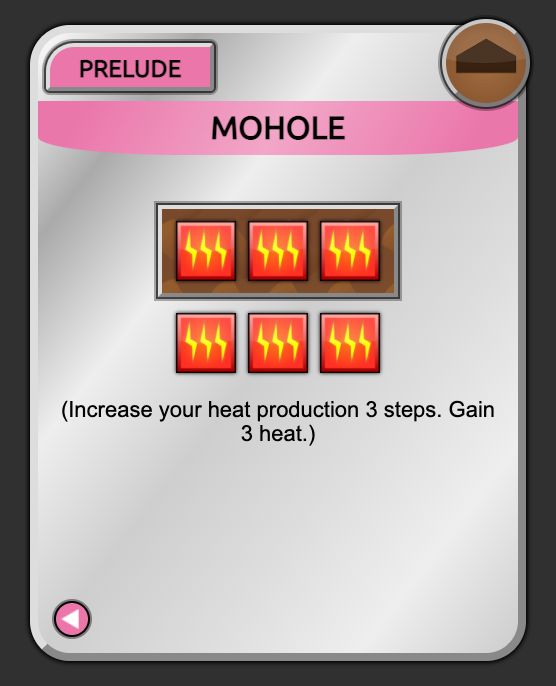 PRELUDE
MOHOLE
(Increase your heat production 3 steps. Gain
3 heat.)